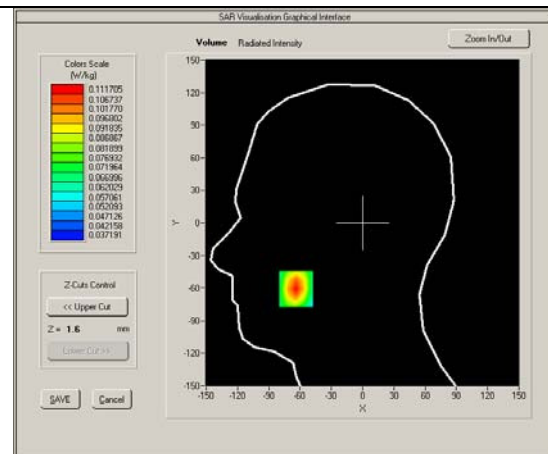 SAR Visualisation Graphical Interface
Volume Radiated Intensity
Zoom In/Out
Colors Scale
(W/kg)
0.111705
0.106737
0.101770
0.096802
0.091835
0.086867
0.081899
0.076932
0.071964
0.066996
0.062029
0.057061
0.052093
0.047126
0.042158
0.037191
Z-Cuts Control
<< Upper Cut
Z = 1.6 mm
Lower Cut >>
SAVE Cancel
150
120
90
60
30
0
-30
-60
-90
-120
-150
Y
-150 -120 -90 -60 -30 0 30 60 90 120 150
X